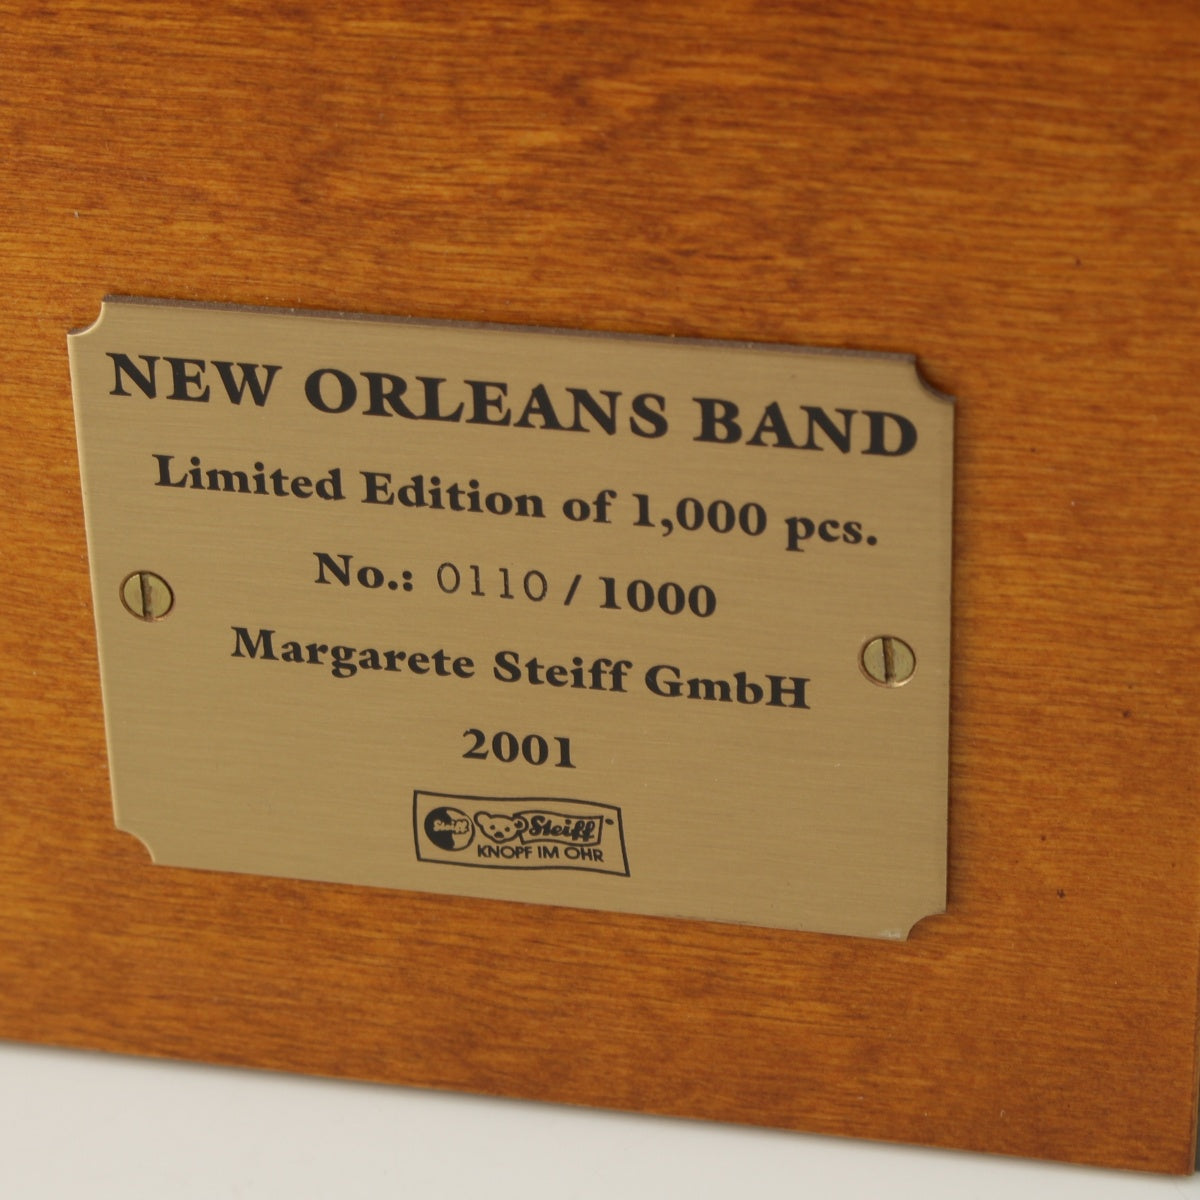 NEW ORLEANS BAND
Limited Edition of 1,000 pcs.
No.: 0110 / 1000
Margarete Steiff GmbH
2001
Steiff Steiff
KNOPF IM OHR